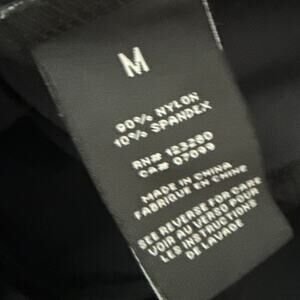 M
90% NYLON
10% SPANDEX
RN# 123280
CA# 07099
MADE IN CHINA
FABRIQUE EN CHINE
SEE REVERSE FOR CARE
VOIR AU VERSO POUR
LES INSTRUCTIONS
DE LAVAGE